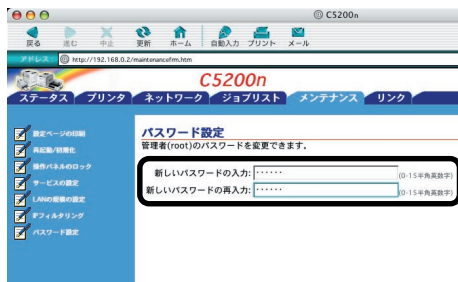 C5200n
戻る 進む 中止 更新 ホーム 自動入力 プリント メール
アドレス: http://192.168.0.2/maintenancefrm.htm
C5200n
ステータス プリンタ ネットワーク ジョブリスト メンテナンス リンク
設定ページの印刷
再起動/初期化
操作パネルのロック
サービスの設定
LANの規模の設定
IPフィルタリング
パスワード設定
パスワード設定
管理者(root)のパスワードを変更できます。
新しいパスワードの入力: ······ (0-15半角英数字)
新しいパスワードの再入力: ······ (0-15半角英数字)